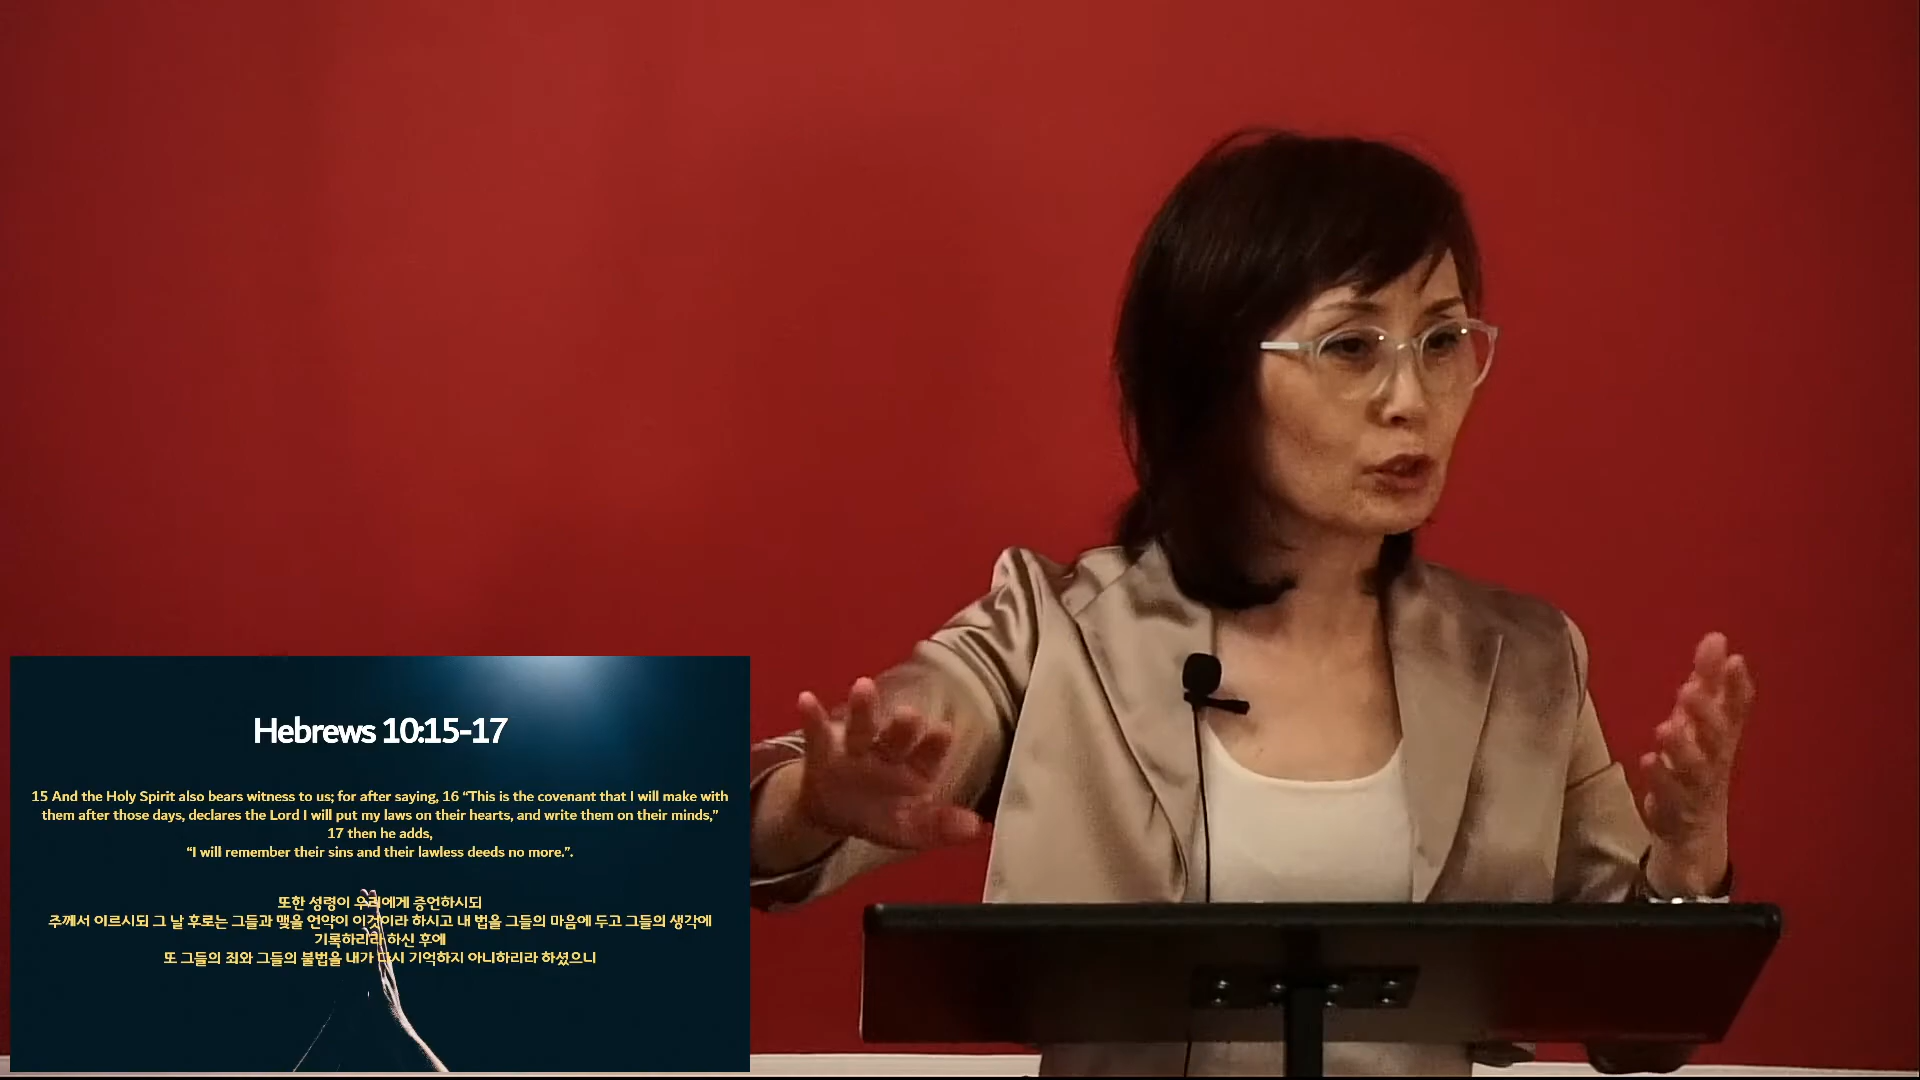 Hebrews 10:15-17
15 And the Holy Spirit also bears witness to us; for after saying, 16 “This is the covenant that I will make with
them after those days, declares the Lord I will put my laws on their hearts, and write them on their minds,”
17 then he adds,
“I will remember their sins and their lawless deeds no more.”.
또한 성령이 우리에게 증언하시되
주께서 이르시되 그 날 후로는 그들과 맺을 언약이 이것이라 하시고 내 법을 그들의 마음에 두고 그들의 생각에
기록하리라 하신 후에
또 그들의 죄와 그들의 불법을 내가 다시 기억하지 아니하리라 하셨으니